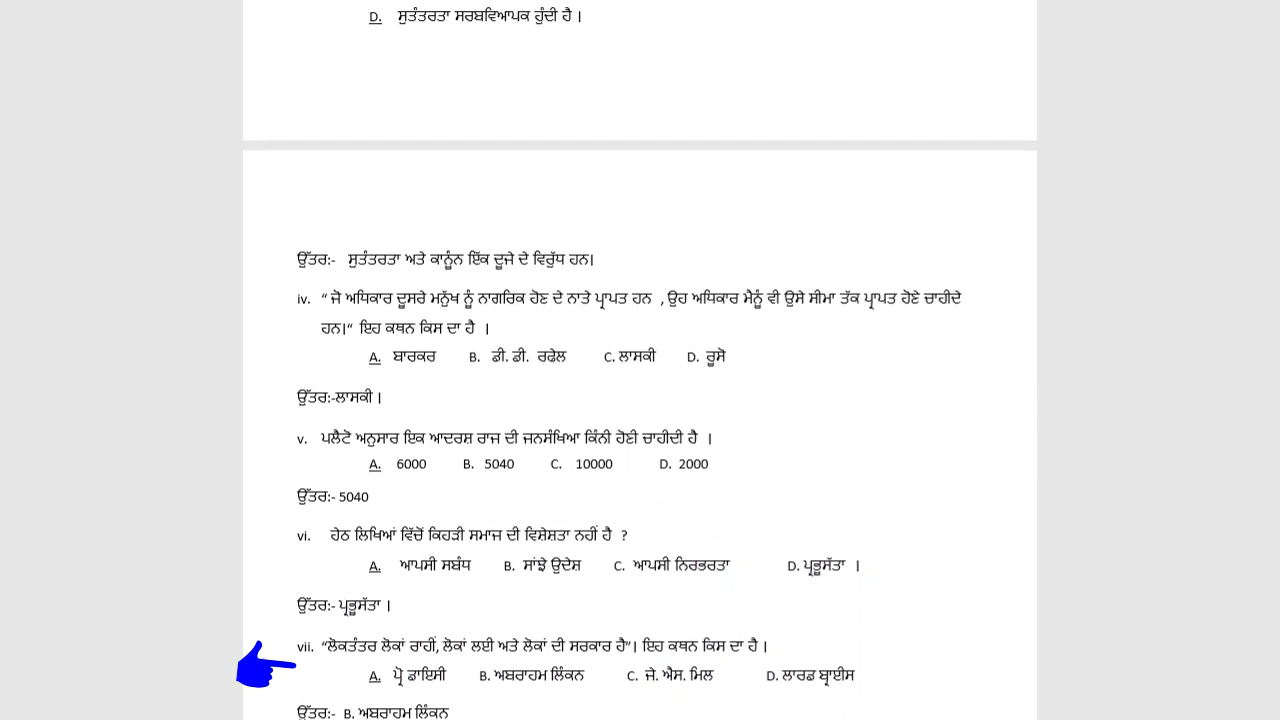 D. ਸੁਤੰਤਰਤਾ ਸਰਬਵਿਆਪਕ ਹੁੰਦੀ ਹੈ ।
ਉੱਤਰ:- ਸੁਤੰਤਰਤਾ ਅਤੇ ਕਾਨੂੰਨ ਇੱਕ ਦੂਜੇ ਦੇ ਵਿਰੁੱਧ ਹਨ।
iv. “ ਜੋ ਅਧਿਕਾਰ ਦੂਸਰੇ ਮਨੁੱਖ ਨੂੰ ਨਾਗਰਿਕ ਹੋਣ ਦੇ ਨਾਤੇ ਪ੍ਰਾਪਤ ਹਨ , ਉਹ ਅਧਿਕਾਰ ਮੈਨੂੰ ਵੀ ਉਸੇ ਸੀਮਾ ਤੱਕ ਪ੍ਰਾਪਤ ਹੋਣੇ ਚਾਹੀਦੇ
ਹਨ।“ ਇਹ ਕਥਨ ਕਿਸ ਦਾ ਹੈ ।
A. ਬਾਰਕਰ B. ਡੀ. ਡੀ. ਰਫੇਲ C. ਲਾਸਕੀ D. ਰੂਸੋ
ਉੱਤਰ:-ਲਾਸਕੀ ।
v. ਪਲੈਟੋ ਅਨੁਸਾਰ ਇਕ ਆਦਰਸ਼ ਰਾਜ ਦੀ ਜਨਸੰਖਿਆ ਕਿੰਨੀ ਹੋਣੀ ਚਾਹੀਦੀ ਹੈ ।
A. 6000 B. 5040 C. 10000 D. 2000
ਉੱਤਰ:- 5040
vi. ਹੇਠ ਲਿਖਿਆਂ ਵਿੱਚੋਂ ਕਿਹੜੀ ਸਮਾਜ ਦੀ ਵਿਸ਼ੇਸ਼ਤਾ ਨਹੀਂ ਹੈ ?
A. ਆਪਸੀ ਸਬੰਧ B. ਸਾਂਝੇ ਉਦੇਸ਼ C. ਆਪਸੀ ਨਿਰਭਰਤਾ D. ਪ੍ਰਭੂਸੱਤਾ ।
ਉੱਤਰ:- ਪ੍ਰਭੂਸੱਤਾ ।
vii. “ਲੋਕਤੰਤਰ ਲੋਕਾਂ ਰਾਹੀਂ, ਲੋਕਾਂ ਲਈ ਅਤੇ ਲੋਕਾਂ ਦੀ ਸਰਕਾਰ ਹੈ”। ਇਹ ਕਥਨ ਕਿਸ ਦਾ ਹੈ ।
A. ਪ੍ਰੋ ਡਾਇਸੀ B. ਅਬਰਾਹਮ ਲਿੰਕਨ C. ਜੇ. ਐਸ. ਮਿਲ D. ਲਾਰਡ ਬ੍ਰਾਈਸ
ਉੱਤਰ:- B. ਅਬਰਾਹਮ ਲਿੰਕਨ